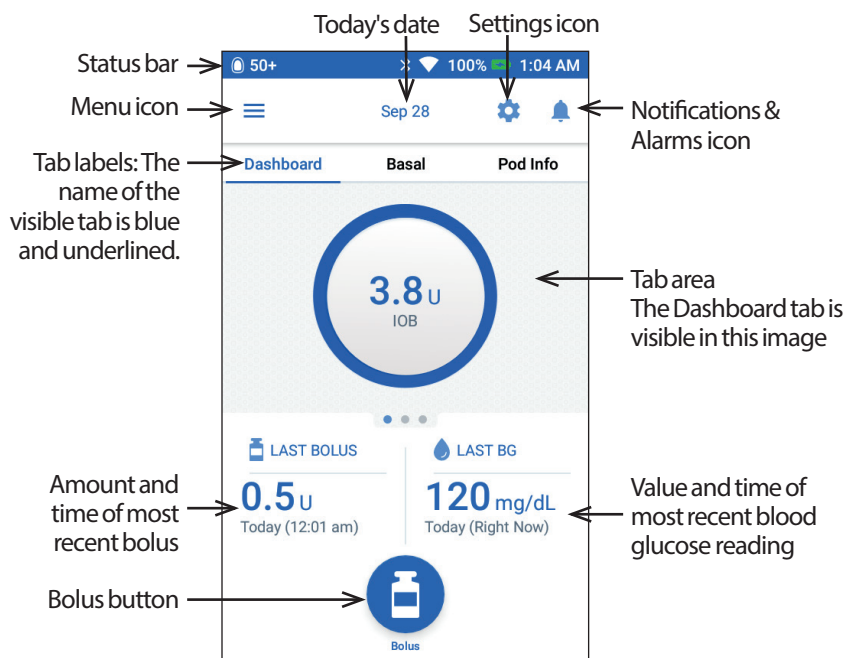 Today's date
Settings icon
Status bar
50+
100%
1:04 AM
Menu icon
Sep 28
Notifications &
Alarms icon
Tab labels: The
name of the
visible tab is blue
and underlined.
Dashboard
Basal
Pod Info
3.8 U
IOB
Tab area
The Dashboard tab is
visible in this image
LAST BOLUS
LAST BG
Amount and
time of most
recent bolus
0.5 U
Today (12:01 am)
120 mg/dL
Today (Right Now)
Value and time of
most recent blood
glucose reading
Bolus button
Bolus